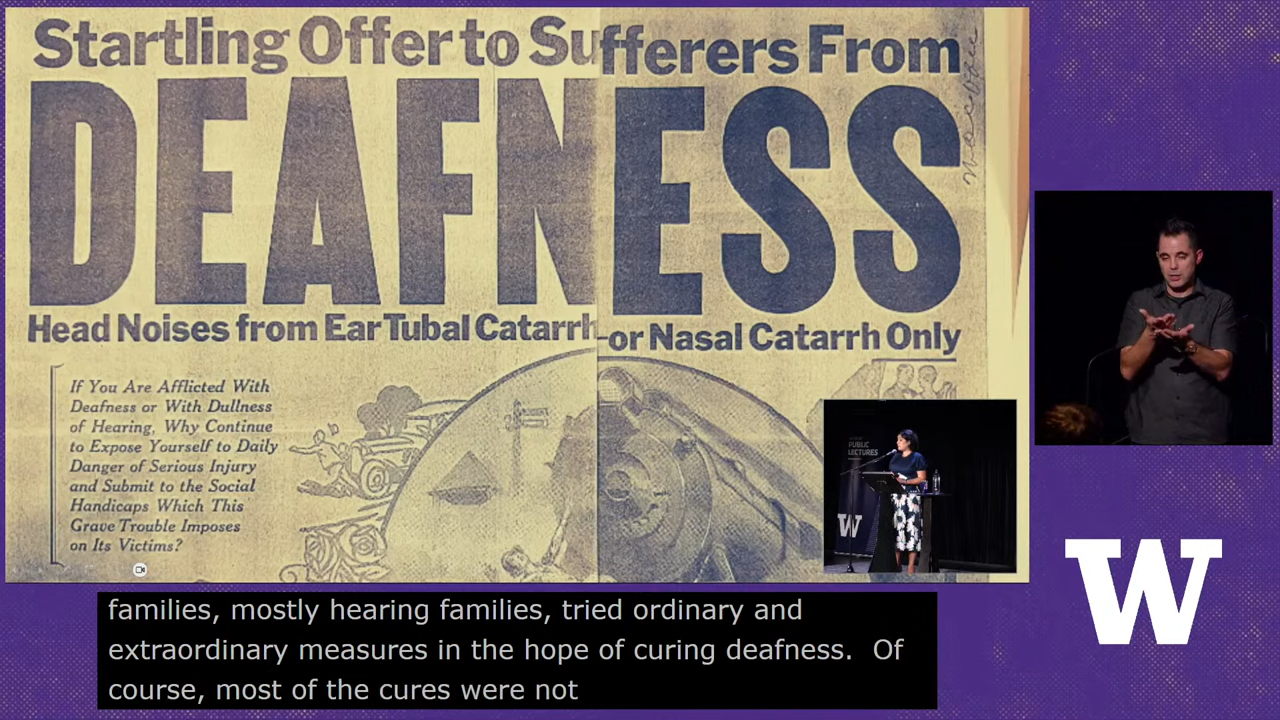 Startling Offer to Sufferers From
DEAFNESS
Head Noises from Ear Tubal Catarrh—or Nasal Catarrh Only
If You Are Afflicted With
Deafness or With Dullness
of Hearing, Why Continue
to Expose Yourself to Daily
Danger of Serious Injury
and Submit to the Social
Handicaps Which This
Grave Trouble Imposes
on Its Victims?
PUBLIC
LECTURES
W
W
families, mostly hearing families, tried ordinary and
extraordinary measures in the hope of curing deafness.  Of
course, most of the cures were not